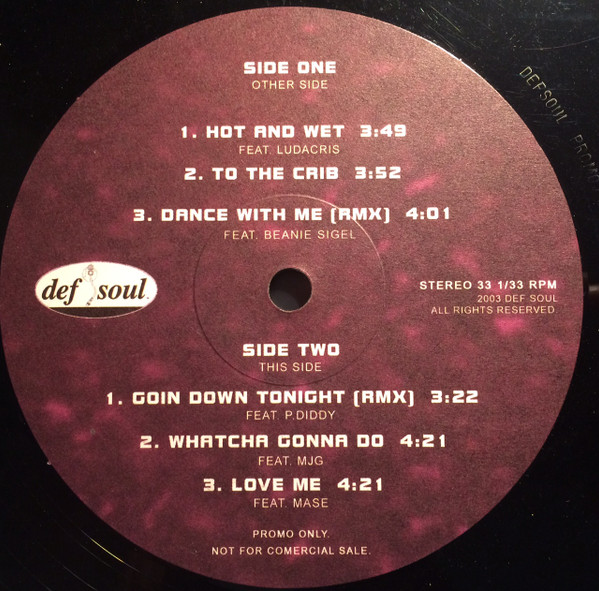 SIDE ONE
OTHER SIDE
1. HOT AND WET 3:49
FEAT. LUDACRIS
2. TO THE CRIB 3:52
3. DANCE WITH ME (RMX) 4:01
FEAT. BEANIE SIGEL
def soul.
STEREO 33 1/33 RPM
2003 DEF SOUL
ALL RIGHTS RESERVED
SIDE TWO
THIS SIDE
1. GOIN DOWN TONIGHT (RMX) 3:22
FEAT. P.DIDDY
2. WHATCHA GONNA DO 4:21
FEAT. MJG
3. LOVE ME 4:21
FEAT. MASE
PROMO ONLY.
NOT FOR COMERCIAL SALE.
DEFSOUL PROMO